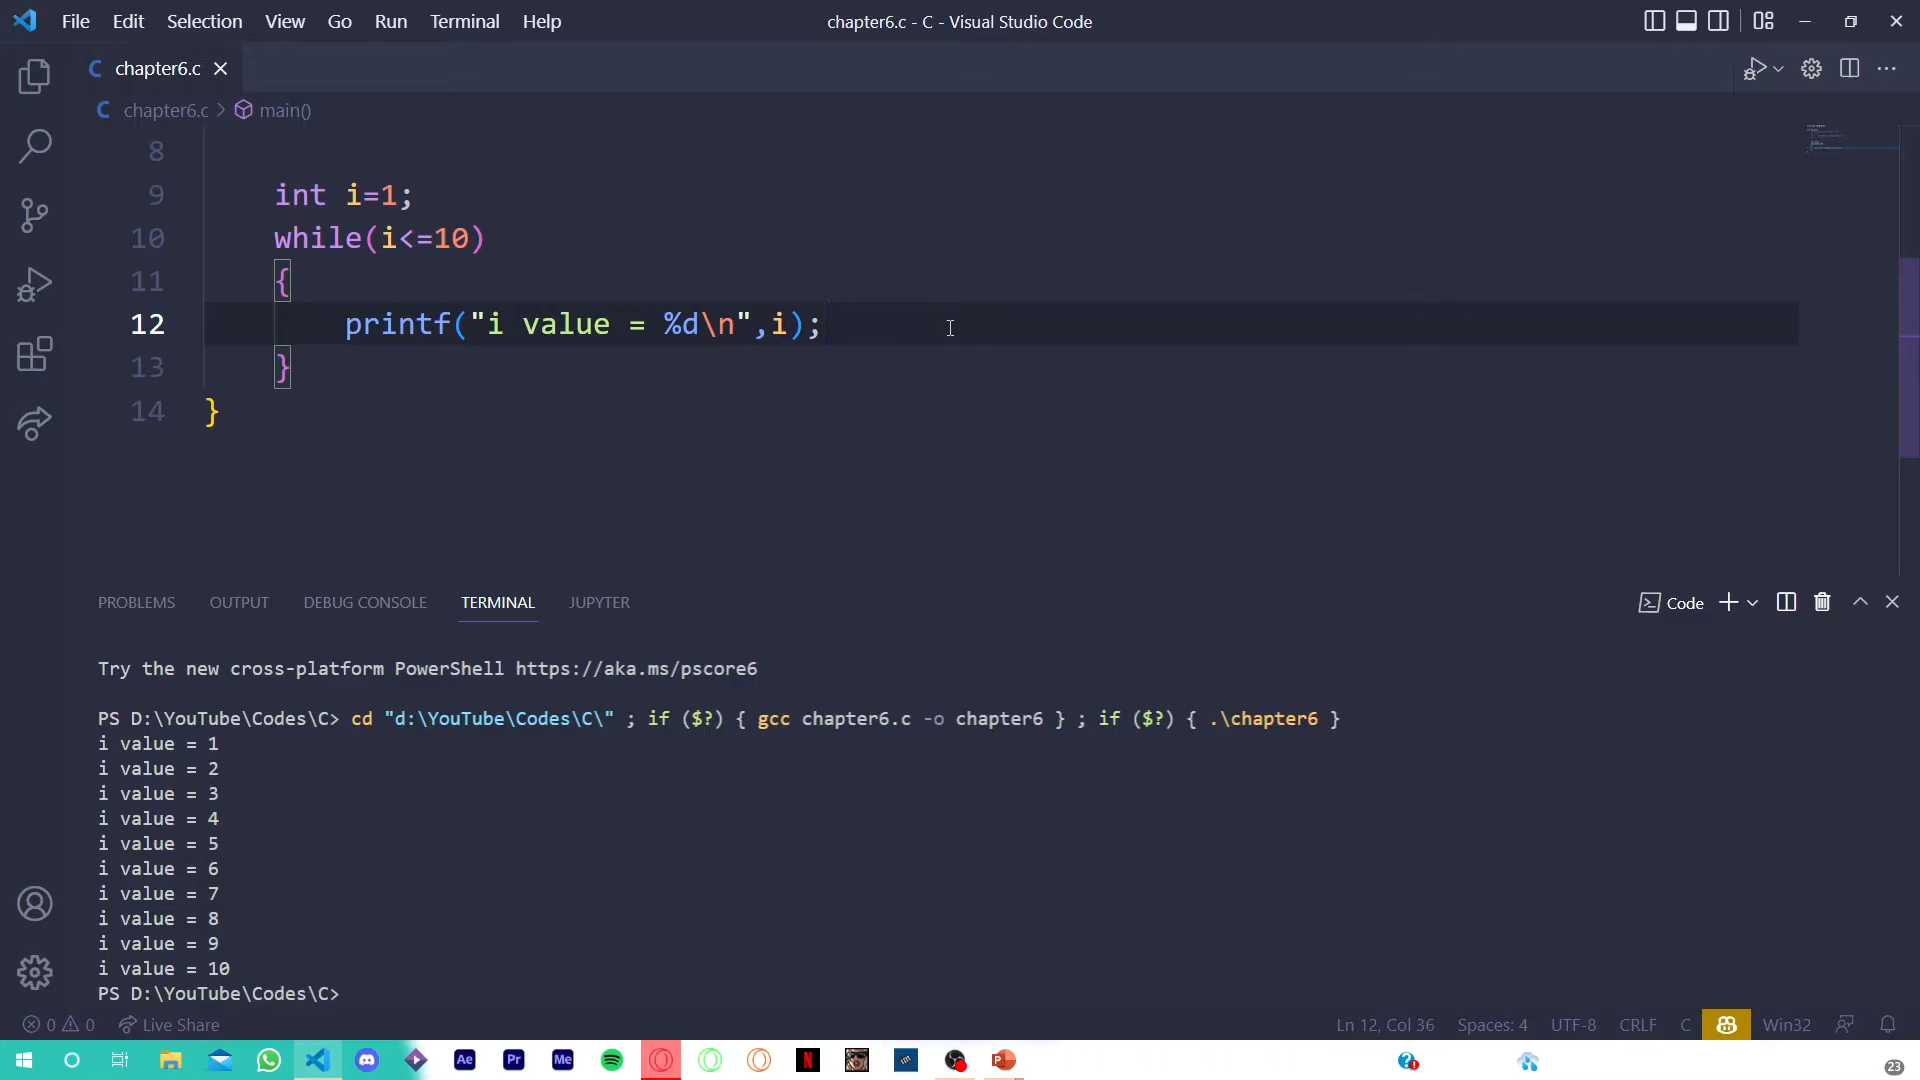 File Edit Selection View Go Run Terminal Help
chapter6.c - C - Visual Studio Code
C chapter6.c
C chapter6.c > main()
8
9 int i=1;
10 while(i<=10)
11 {
12 printf("i value = %d\n",i);
13 }
14 }
PROBLEMS OUTPUT DEBUG CONSOLE TERMINAL JUPYTER
Code
Try the new cross-platform PowerShell https://aka.ms/pscore6
PS D:\YouTube\Codes\C> cd "d:\YouTube\Codes\C\" ; if ($?) { gcc chapter6.c -o chapter6 } ; if ($?) { .\chapter6 }
i value = 1
i value = 2
i value = 3
i value = 4
i value = 5
i value = 6
i value = 7
i value = 8
i value = 9
i value = 10
PS D:\YouTube\Codes\C>
0 0 Live Share
Ln 12, Col 36 Spaces: 4 UTF-8 CRLF C Win32
Ae Pr Me N P 23